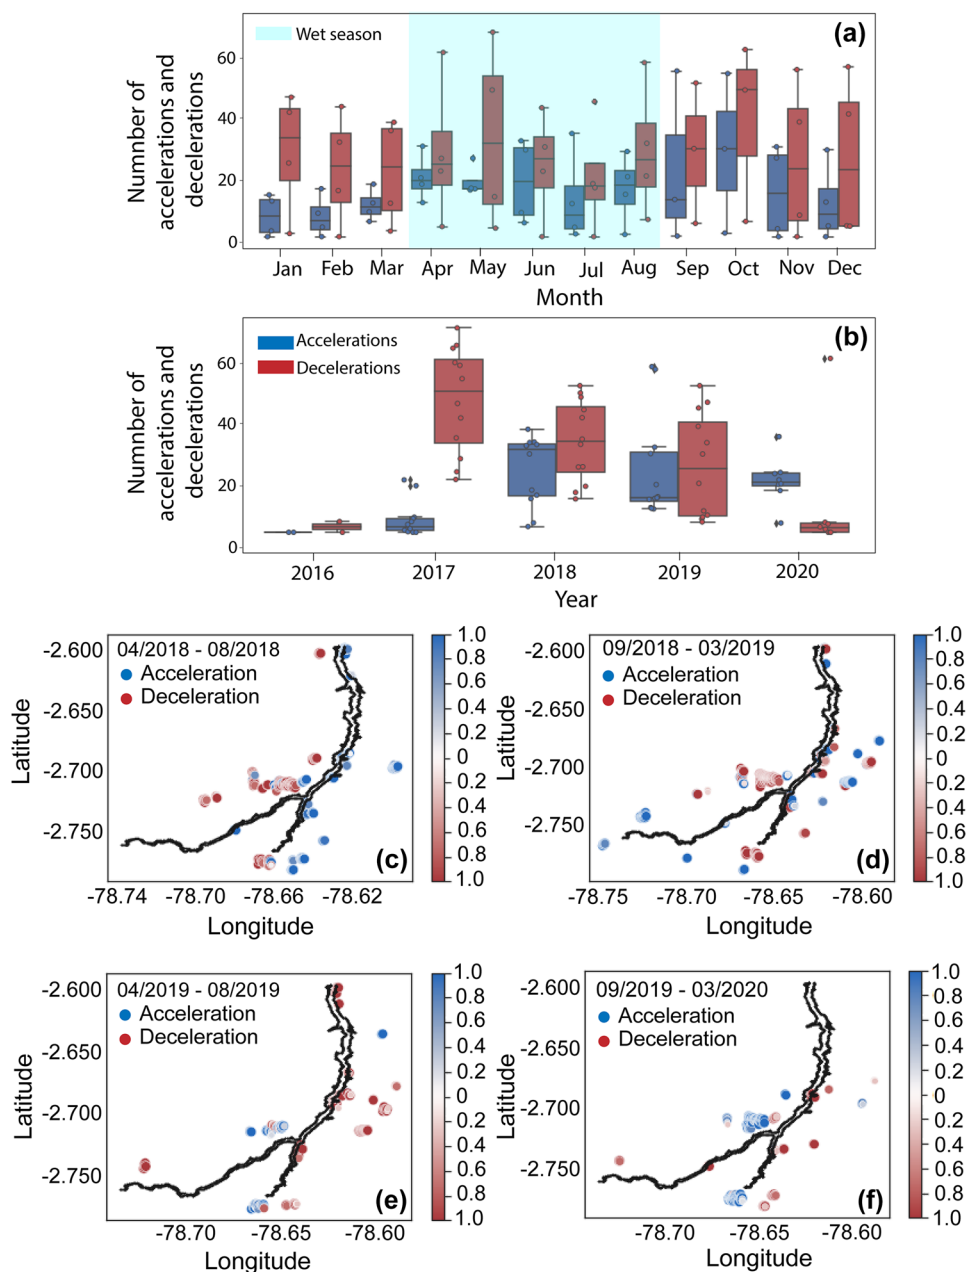 Wet season
(a)
Numnber of
accelerations and
decelerations
60
40
20
0
Jan Feb Mar Apr May Jun Jul Aug Sep Oct Nov Dec
Month
Accelerations
Decelerations
(b)
Numnber of
accelerations and
decelerations
60
40
20
0
2016 2017 2018 2019 2020
Year
04/2018 - 08/2018
Acceleration
Deceleration
(c)
Latitude
-2.600
-2.650
-2.700
-2.750
-78.74 -78.70 -78.66 -78.62
Longitude
1.0
0.8
0.6
0.4
0.2
0
0.2
0.4
0.6
0.8
1.0
09/2018 - 03/2019
Acceleration
Deceleration
(d)
Latitude
-2.600
-2.650
-2.700
-2.750
-78.75 -78.70 -78.65 -78.60
Longitude
1.0
0.8
0.6
0.4
0.2
0
0.2
0.4
0.6
0.8
1.0
04/2019 - 08/2019
Acceleration
Deceleration
(e)
Latitude
-2.600
-2.650
-2.700
-2.750
-78.70 -78.65 -78.60
Longitude
1.0
0.8
0.6
0.4
0.2
0
0.2
0.4
0.6
0.8
1.0
09/2019 - 03/2020
Acceleration
Deceleration
(f)
Latitude
-2.600
-2.650
-2.700
-2.750
-78.70 -78.65 -78.60
Longitude
1.0
0.8
0.6
0.4
0.2
0
0.2
0.4
0.6
0.8
1.0